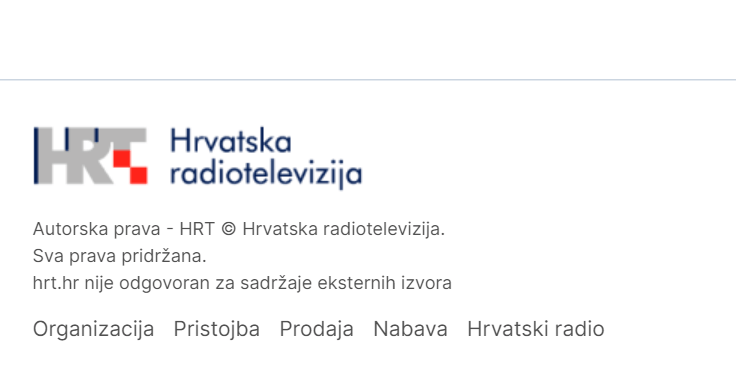 HRT Hrvatska
radiotelevizija
Autorska prava - HRT © Hrvatska radiotelevizija.
Sva prava pridržana.
hrt.hr nije odgovoran za sadržaje eksternih izvora
Organizacija Pristojba Prodaja Nabava Hrvatski radio